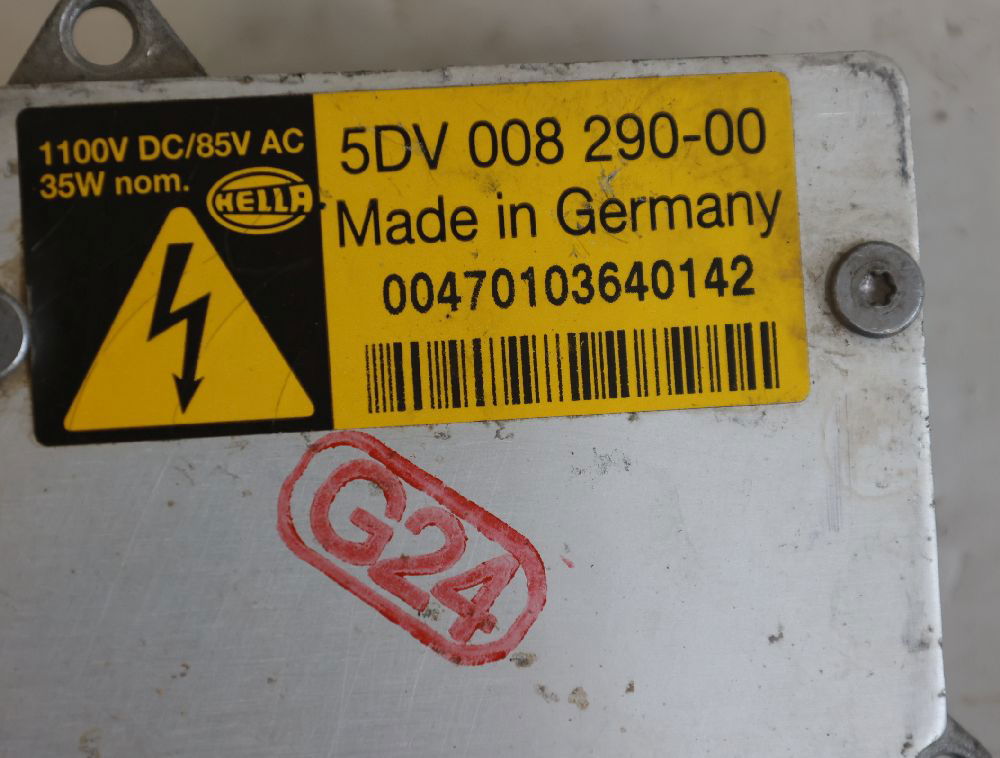 1100V DC/85V AC
35W nom.
HELLA
5DV 008 290-00
Made in Germany
00470103640142
G24